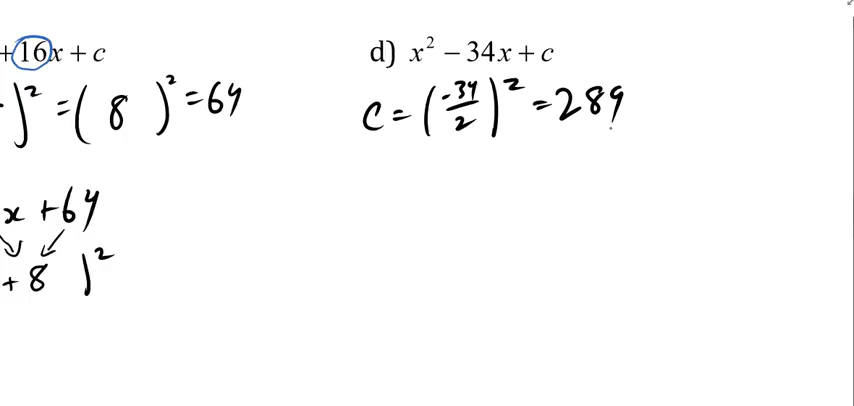 +16x + c
)² = ( 8 )² = 64
x + 64
+ 8 )²
d) x² − 34x + c
c = (-34/2)² = 289